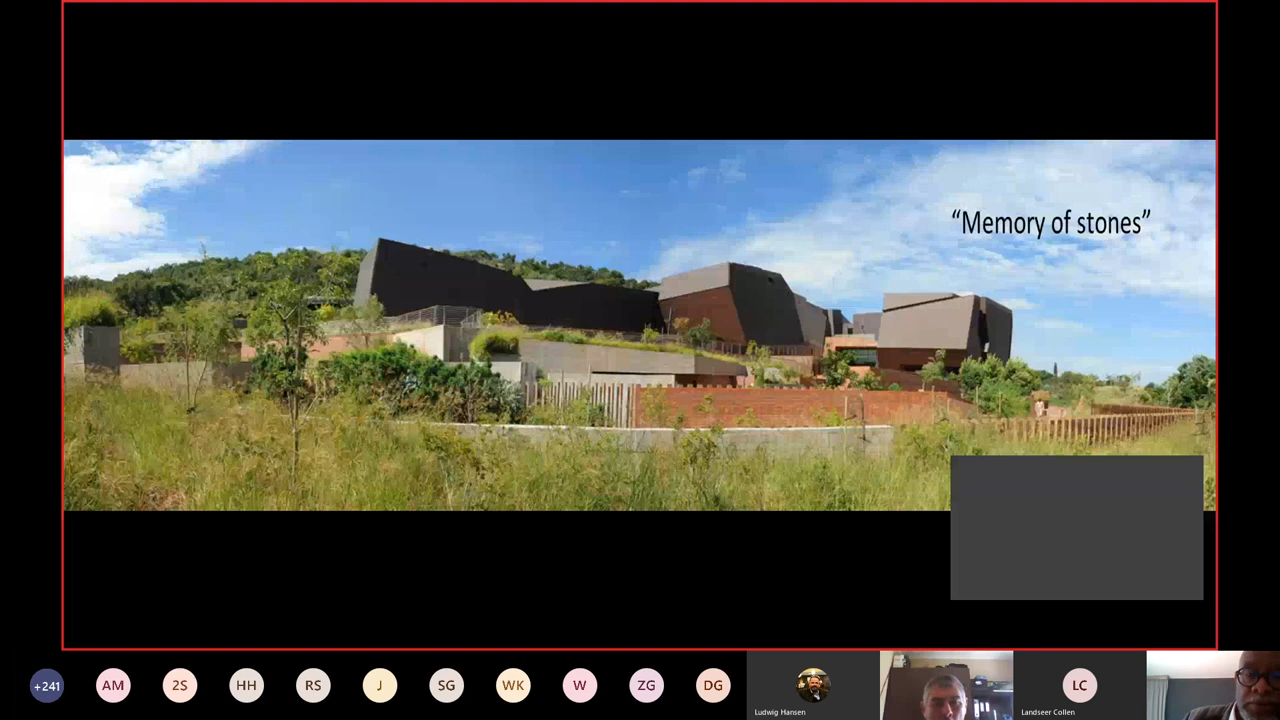 “Memory of stones”
+241
AM
2S
HH
RS
J
SG
WK
W
ZG
DG
Ludwig Hansen
LC
Landseer Collen